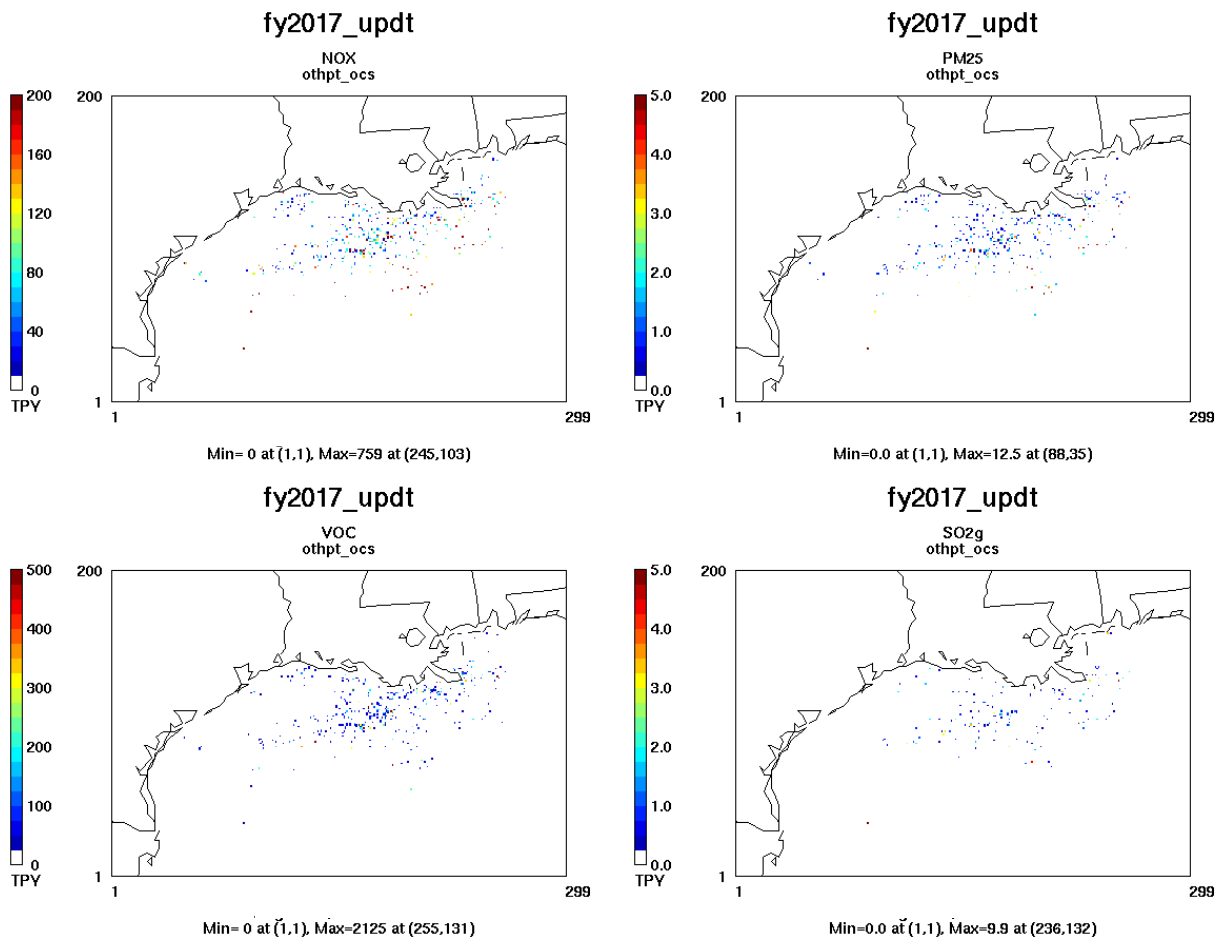 fy2017_updt
NOX
othpt_ocs
200
200
160
120
80
40
0
TPY
1
1
299
Min= 0 at (1,1), Max=759 at (245,103)
fy2017_updt
PM25
othpt_ocs
5.0
200
4.0
3.0
2.0
1.0
0.0
TPY
1
1
299
Min=0.0 at (1,1), Max=12.5 at (88,35)
fy2017_updt
VOC
othpt_ocs
500
200
400
300
200
100
0
TPY
1
1
299
Min= 0 at (1,1), Max=2125 at (255,131)
fy2017_updt
SO2g
othpt_ocs
5.0
200
4.0
3.0
2.0
1.0
0.0
TPY
1
1
299
Min=0.0 at (1,1), Max=9.9 at (236,132)